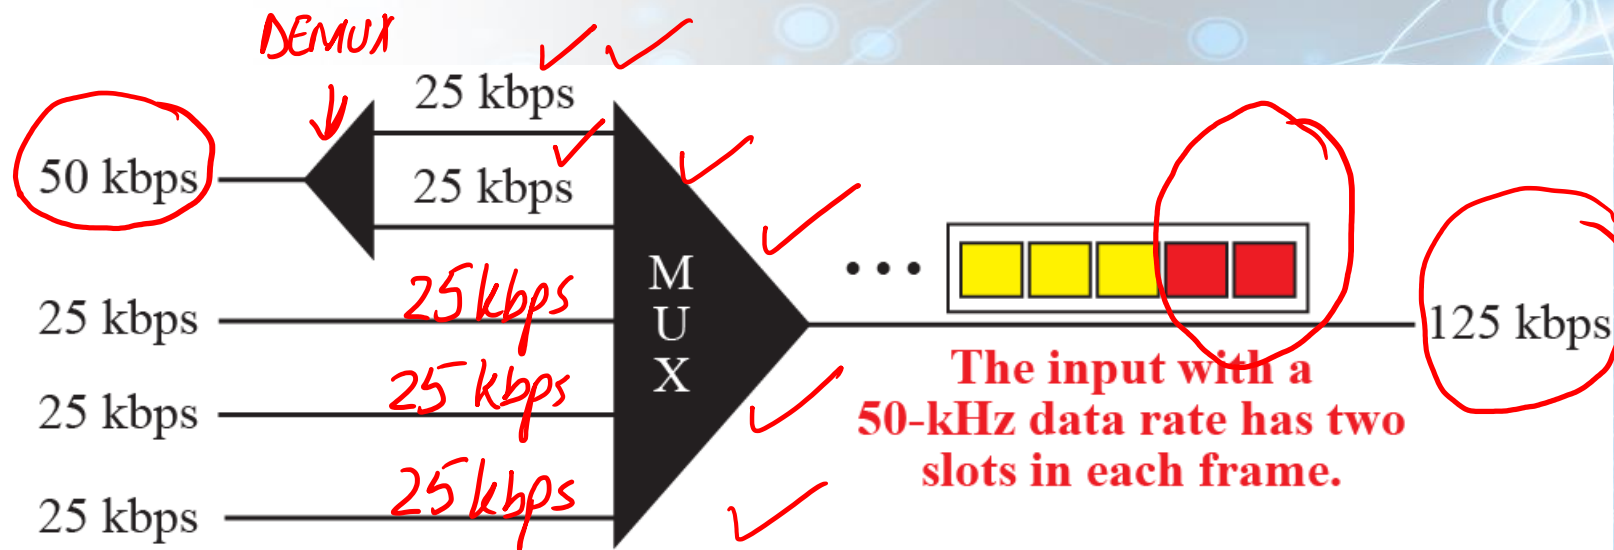 DEMUX
25 kbps
50 kbps
25 kbps
25 kbps
25 kbps
25 kbps
25 kbps
25 kbps
25 kbps
M
U
X
125 kbps
The input with a
50-kHz data rate has two
slots in each frame.